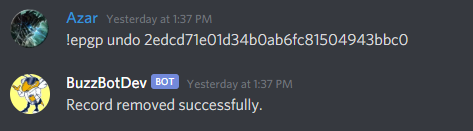 Azar Yesterday at 1:37 PM
!epgp undo 2edcd71e01d34b0ab6fc81504943bbc0
BuzzBotDev BOT Yesterday at 1:37 PM
Record removed successfully.